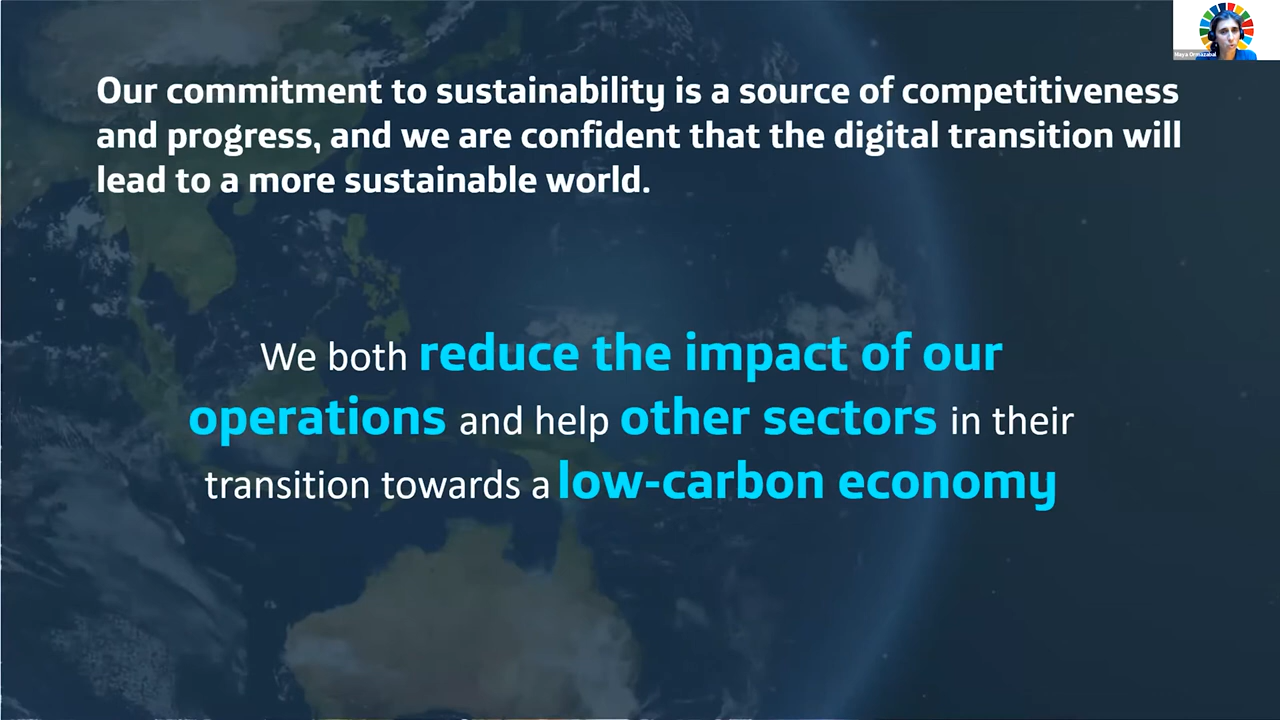 Maya Ormazabal
Our commitment to sustainability is a source of competitiveness
and progress, and we are confident that the digital transition will
lead to a more sustainable world.
We both reduce the impact of our
operations and help other sectors in their
transition towards a low-carbon economy